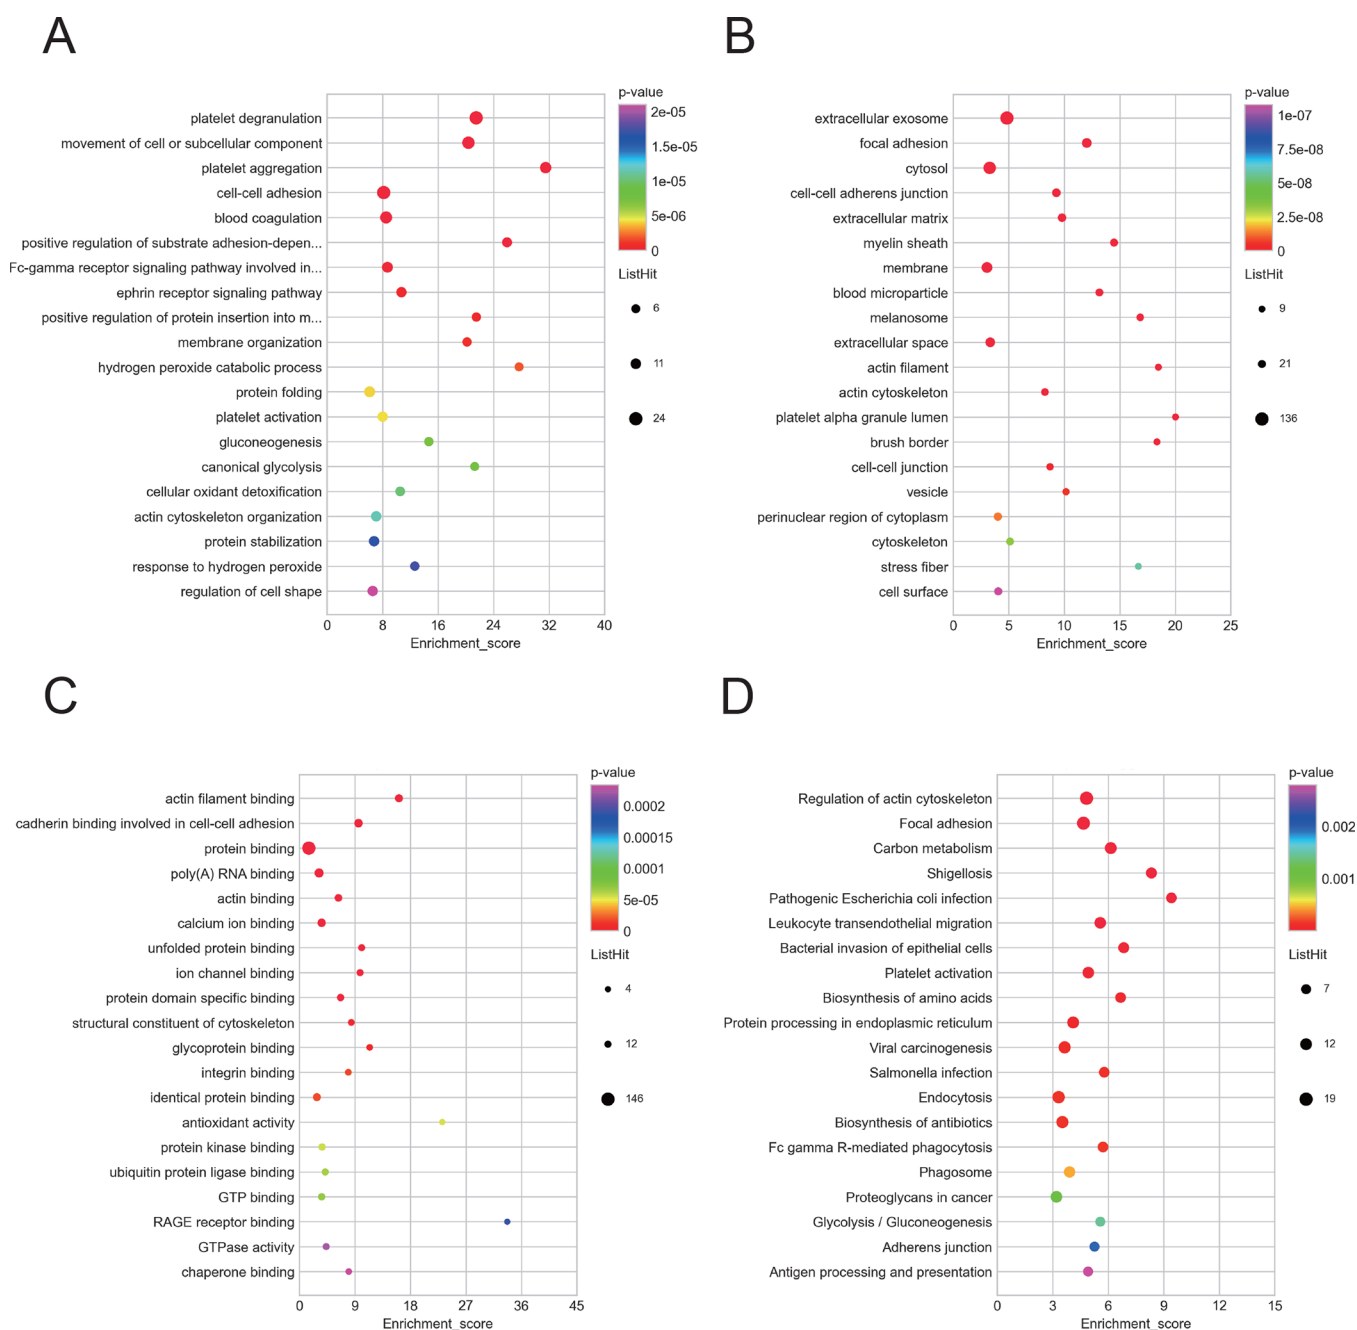 A
platelet degranulation
movement of cell or subcellular component
platelet aggregation
cell-cell adhesion
blood coagulation
positive regulation of substrate adhesion-depen...
Fc-gamma receptor signaling pathway involved in...
ephrin receptor signaling pathway
positive regulation of protein insertion into m...
membrane organization
hydrogen peroxide catabolic process
protein folding
platelet activation
gluconeogenesis
canonical glycolysis
cellular oxidant detoxification
actin cytoskeleton organization
protein stabilization
response to hydrogen peroxide
regulation of cell shape
0 8 16 24 32 40
Enrichment_score
p-value
2e-05
1.5e-05
1e-05
5e-06
0
ListHit
6
11
24
B
extracellular exosome
focal adhesion
cytosol
cell-cell adherens junction
extracellular matrix
myelin sheath
membrane
blood microparticle
melanosome
extracellular space
actin filament
actin cytoskeleton
platelet alpha granule lumen
brush border
cell-cell junction
vesicle
perinuclear region of cytoplasm
cytoskeleton
stress fiber
cell surface
0 5 10 15 20 25
Enrichment_score
p-value
1e-07
7.5e-08
5e-08
2.5e-08
0
ListHit
9
21
136
C
actin filament binding
cadherin binding involved in cell-cell adhesion
protein binding
poly(A) RNA binding
actin binding
calcium ion binding
unfolded protein binding
ion channel binding
protein domain specific binding
structural constituent of cytoskeleton
glycoprotein binding
integrin binding
identical protein binding
antioxidant activity
protein kinase binding
ubiquitin protein ligase binding
GTP binding
RAGE receptor binding
GTPase activity
chaperone binding
0 9 18 27 36 45
Enrichment_score
p-value
0.0002
0.00015
0.0001
5e-05
0
ListHit
4
12
146
D
Regulation of actin cytoskeleton
Focal adhesion
Carbon metabolism
Shigellosis
Pathogenic Escherichia coli infection
Leukocyte transendothelial migration
Bacterial invasion of epithelial cells
Platelet activation
Biosynthesis of amino acids
Protein processing in endoplasmic reticulum
Viral carcinogenesis
Salmonella infection
Endocytosis
Biosynthesis of antibiotics
Fc gamma R-mediated phagocytosis
Phagosome
Proteoglycans in cancer
Glycolysis / Gluconeogenesis
Adherens junction
Antigen processing and presentation
0 3 6 9 12 15
Enrichment_score
p-value
0.002
0.001
ListHit
7
12
19